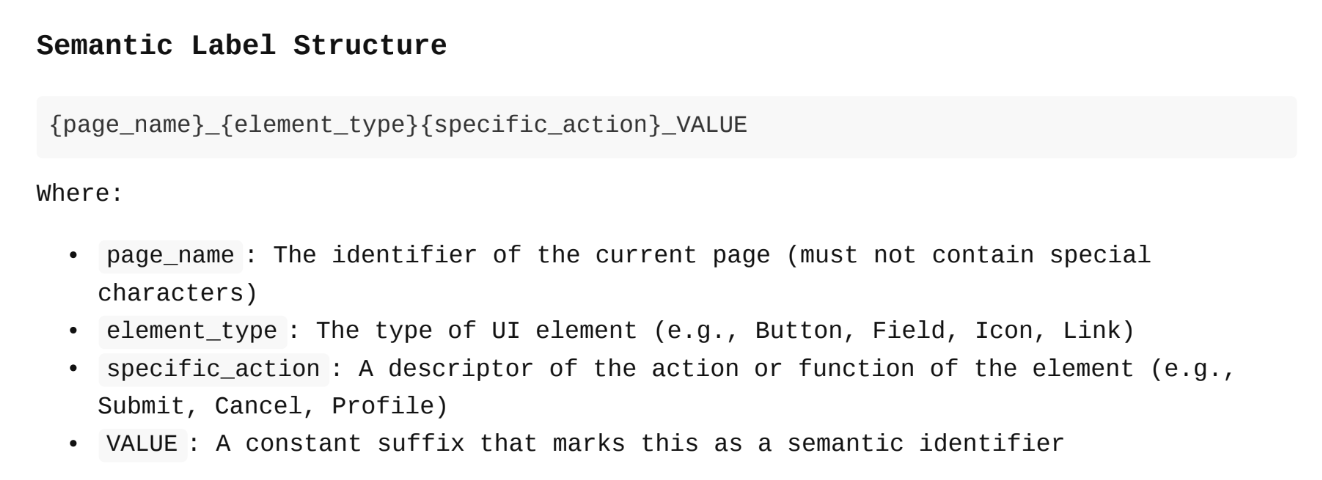 Semantic Label Structure
{page_name}_{element_type}{specific_action}_VALUE
Where:
• page_name: The identifier of the current page (must not contain special
characters)
• element_type: The type of UI element (e.g., Button, Field, Icon, Link)
• specific_action: A descriptor of the action or function of the element (e.g.,
Submit, Cancel, Profile)
• VALUE: A constant suffix that marks this as a semantic identifier